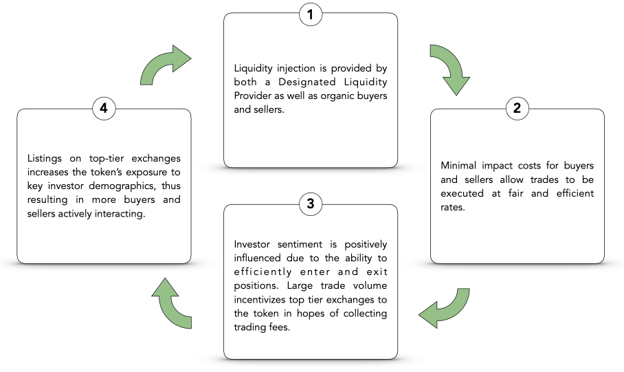 1
Liquidity injection is provided by
both a Designated Liquidity
Provider as well as organic buyers
and sellers.
2
Minimal impact costs for buyers
and sellers allow trades to be
executed at fair and efficient
rates.
3
Investor sentiment is positively
influenced due to the ability to
efficiently enter and exit
positions. Large trade volume
incentivizes top tier exchanges to
the token in hopes of collecting
trading fees.
4
Listings on top-tier exchanges
increases the token's exposure to
key investor demographics, thus
resulting in more buyers and
sellers actively interacting.